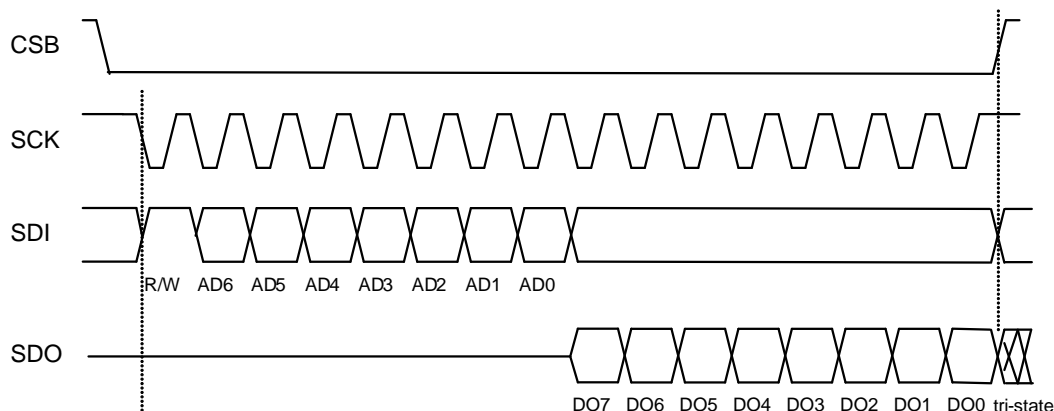 CSB
SCK
SDI
R/W AD6 AD5 AD4 AD3 AD2 AD1 AD0
SDO
DO7 DO6 DO5 DO4 DO3 DO2 DO1 DO0 tri-state